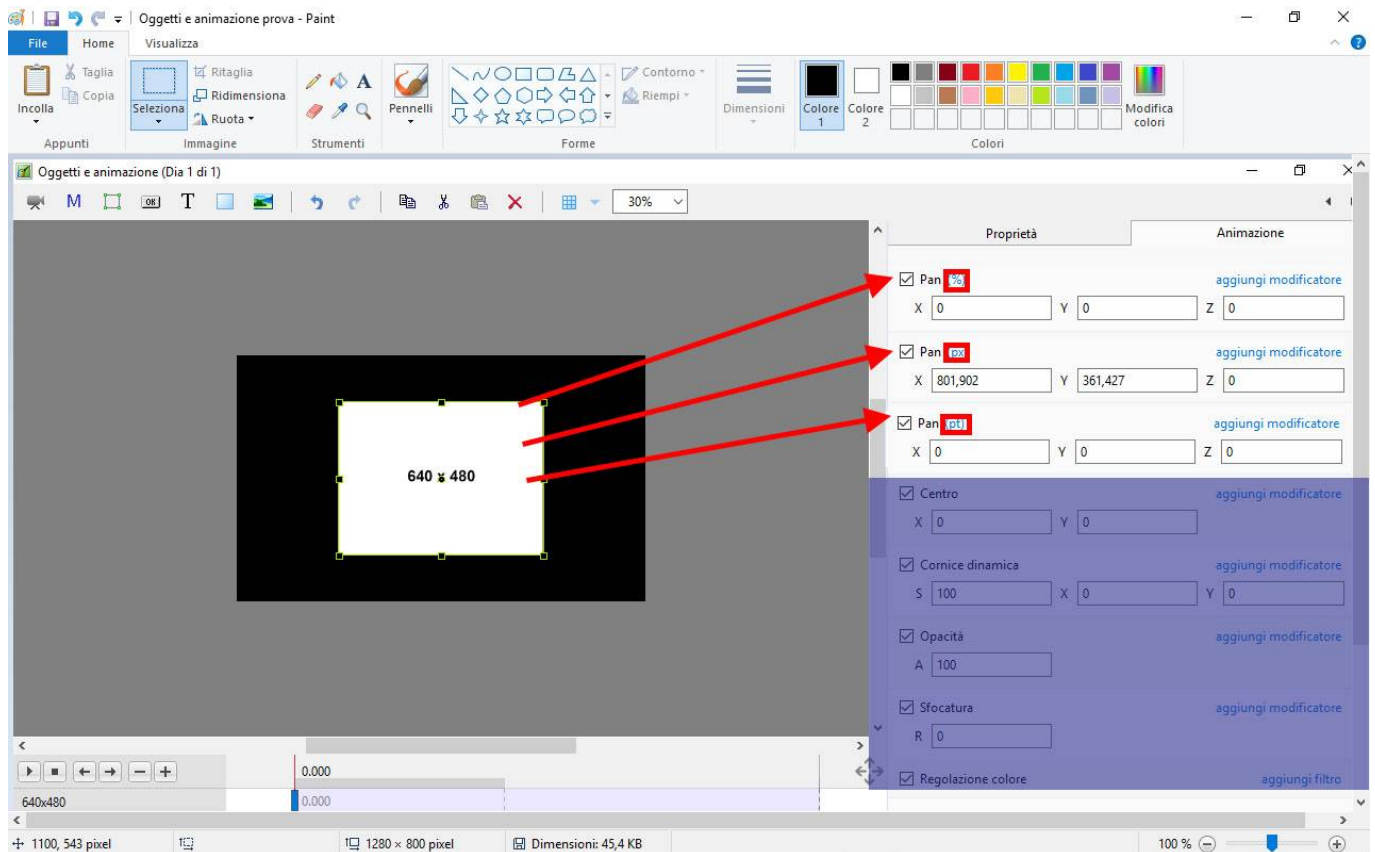 Oggetti e animazione prova - Paint
File Home Visualizza
Incolla
Taglia
Copia
Appunti
Seleziona
Ritaglia
Ridimensiona
Ruota
Immagine
A
Strumenti
Pennelli
Contorno
Riempi
Forme
Dimensioni
Colore 1
Colore 2
Modifica colori
Colori
Oggetti e animazione (Dia 1 di 1)
M OK T 30%
Proprietà Animazione
Pan (%) aggiungi modificatore
X 0 Y 0 Z 0
Pan (px) aggiungi modificatore
X 801,902 Y 361,427 Z 0
Pan (pt) aggiungi modificatore
X 0 Y 0 Z 0
640 x 480
Centro aggiungi modificatore
X 0 Y 0
Cornice dinamica aggiungi modificatore
S 100 X 0 Y 0
Opacità aggiungi modificatore
A 100
Sfocatura aggiungi modificatore
R 0
Regolazione colore aggiungi filtro
0.000
640x480 0.000
1100, 543 pixel 1280 × 800 pixel Dimensioni: 45,4 KB 100 %